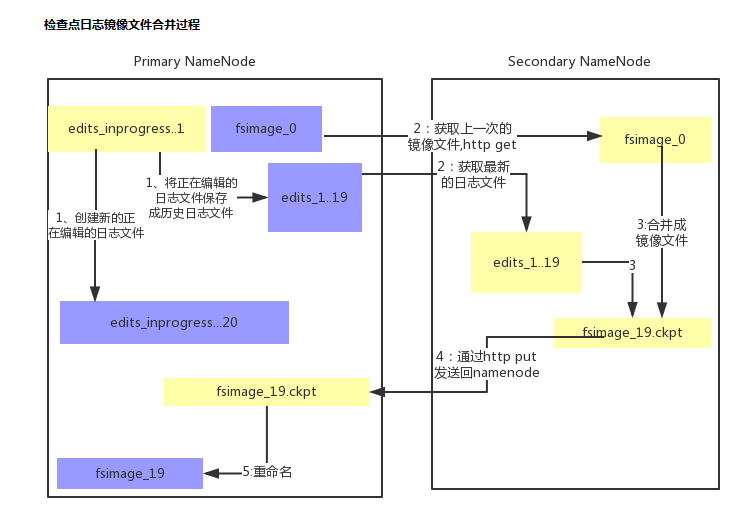 检查点日志镜像文件合并过程
Primary NameNode
Secondary NameNode
edits_inprogress..1
fsimage_0
2：获取上一次的
镜像文件,http get
fsimage_0
1、将正在编辑的
日志文件保存
成历史日志文件
edits_1..19
2：获取最新
的日志文件
1、创建新的正
在编辑的日志文件
3:合并成
镜像文件
edits_1..19
3
edits_inprogress...20
fsimage_19.ckpt
4：通过http put
发送回namenode
fsimage_19.ckpt
fsimage_19
5:重命名